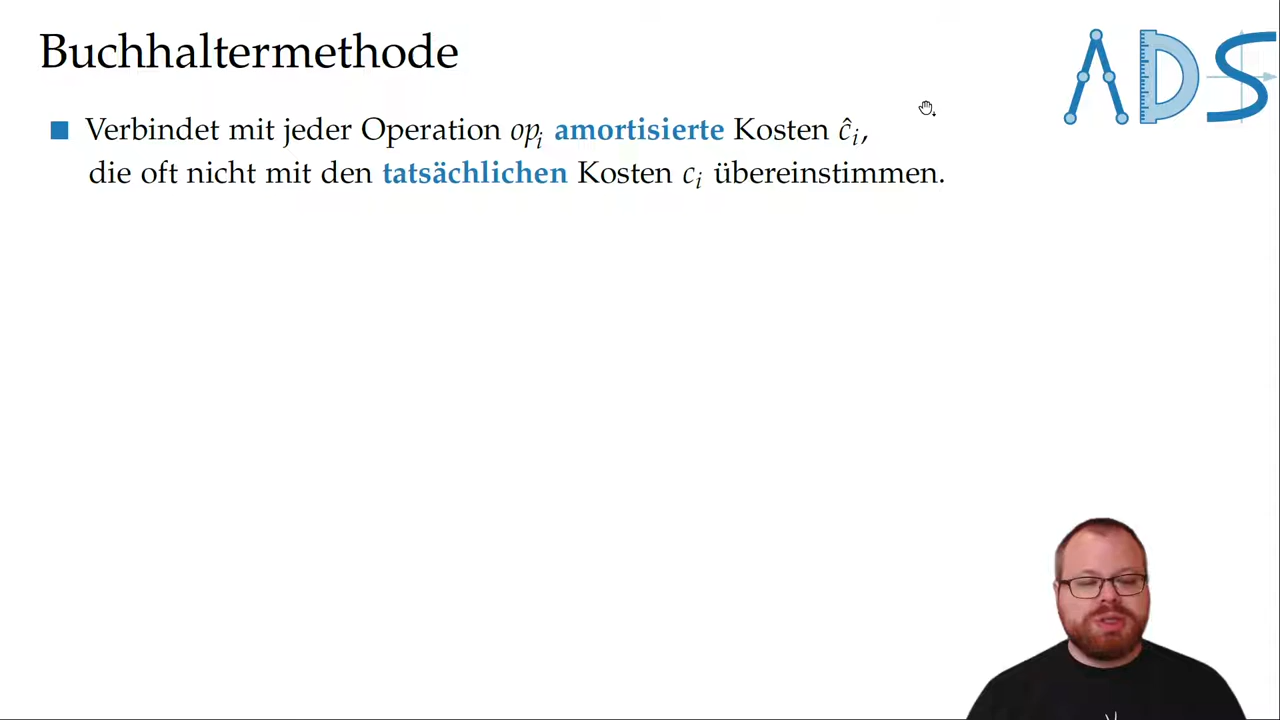 Buchhaltermethode
ADS
Verbindet mit jeder Operation opᵢ amortisierte Kosten ĉᵢ,
die oft nicht mit den tatsächlichen Kosten cᵢ übereinstimmen.